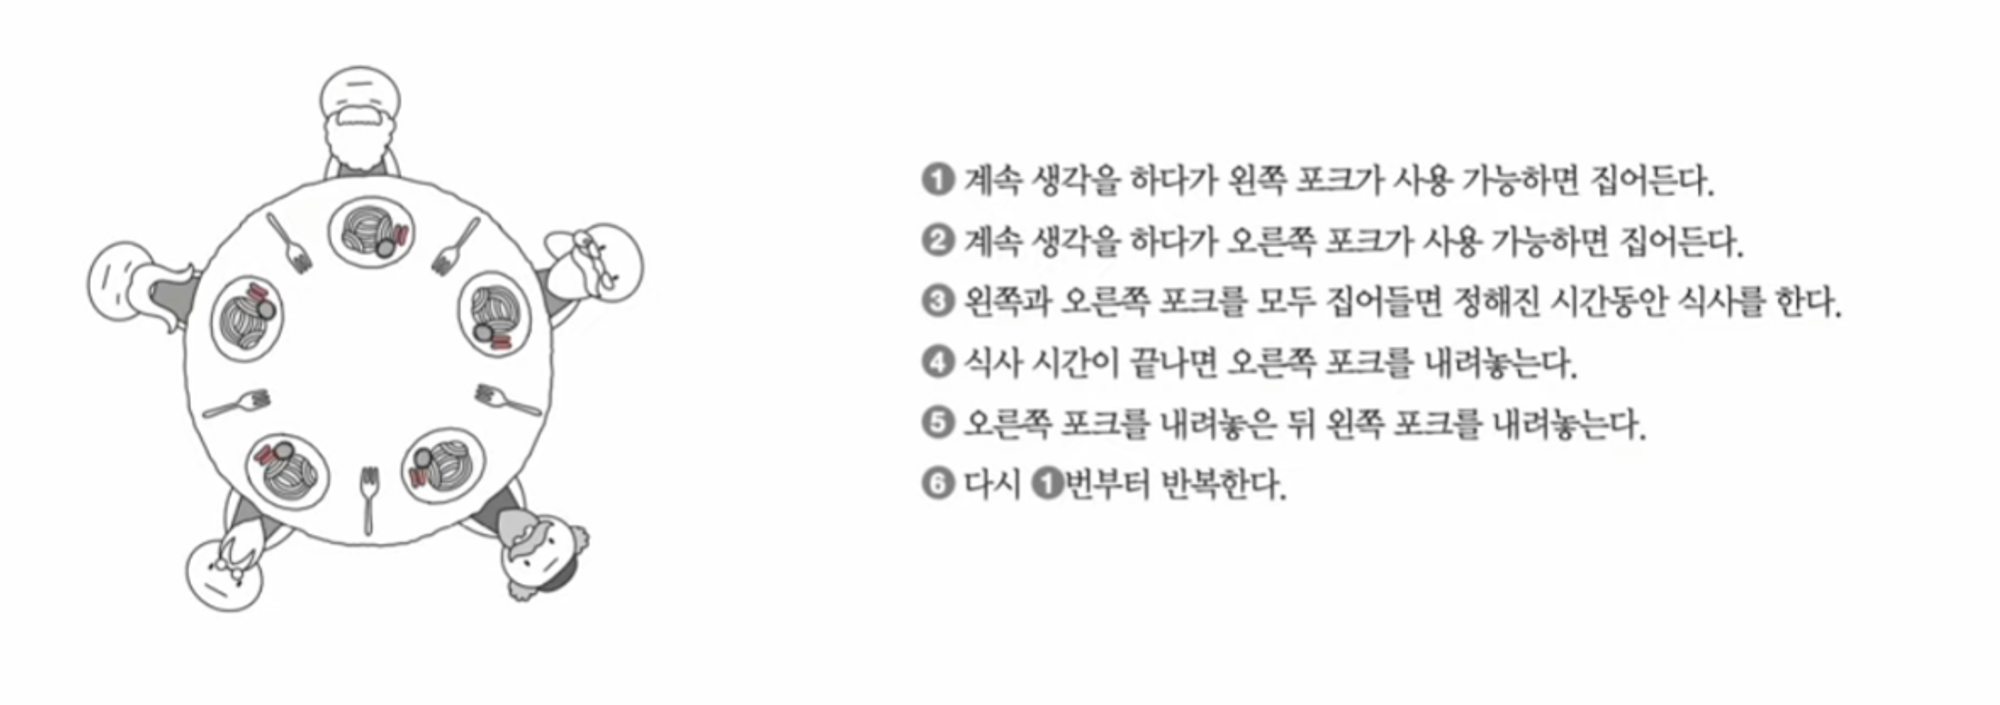 ❶ 계속 생각을 하다가 왼쪽 포크가 사용 가능하면 집어든다.
❷ 계속 생각을 하다가 오른쪽 포크가 사용 가능하면 집어든다.
❸ 왼쪽과 오른쪽 포크를 모두 집어들면 정해진 시간동안 식사를 한다.
❹ 식사 시간이 끝나면 오른쪽 포크를 내려놓는다.
❺ 오른쪽 포크를 내려놓은 뒤 왼쪽 포크를 내려놓는다.
❻ 다시 ❶번부터 반복한다.